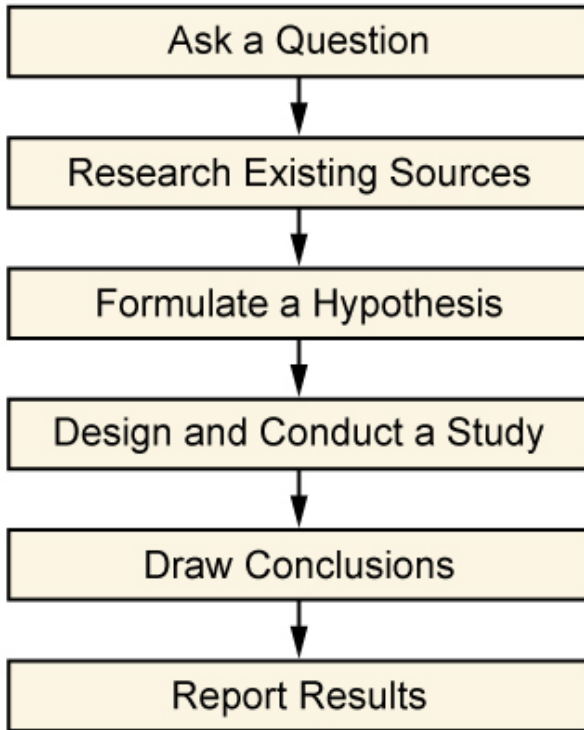 Ask a Question
Research Existing Sources
Formulate a Hypothesis
Design and Conduct a Study
Draw Conclusions
Report Results